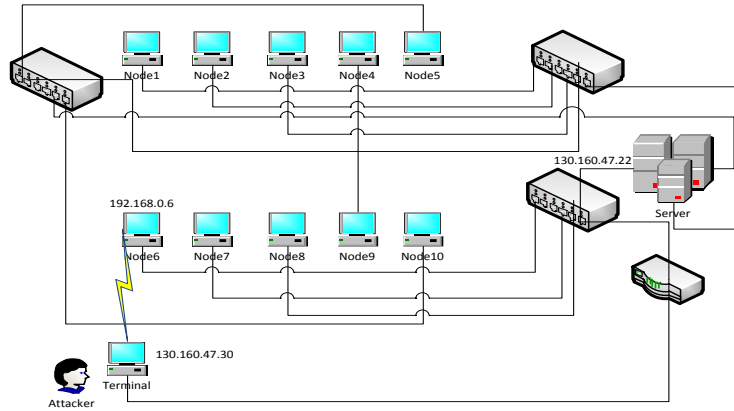 Node1 Node2 Node3 Node4 Node5
130.160.47.22
192.168.0.6
Server
Node6 Node7 Node8 Node9 Node10
130.160.47.30
Terminal
Attacker